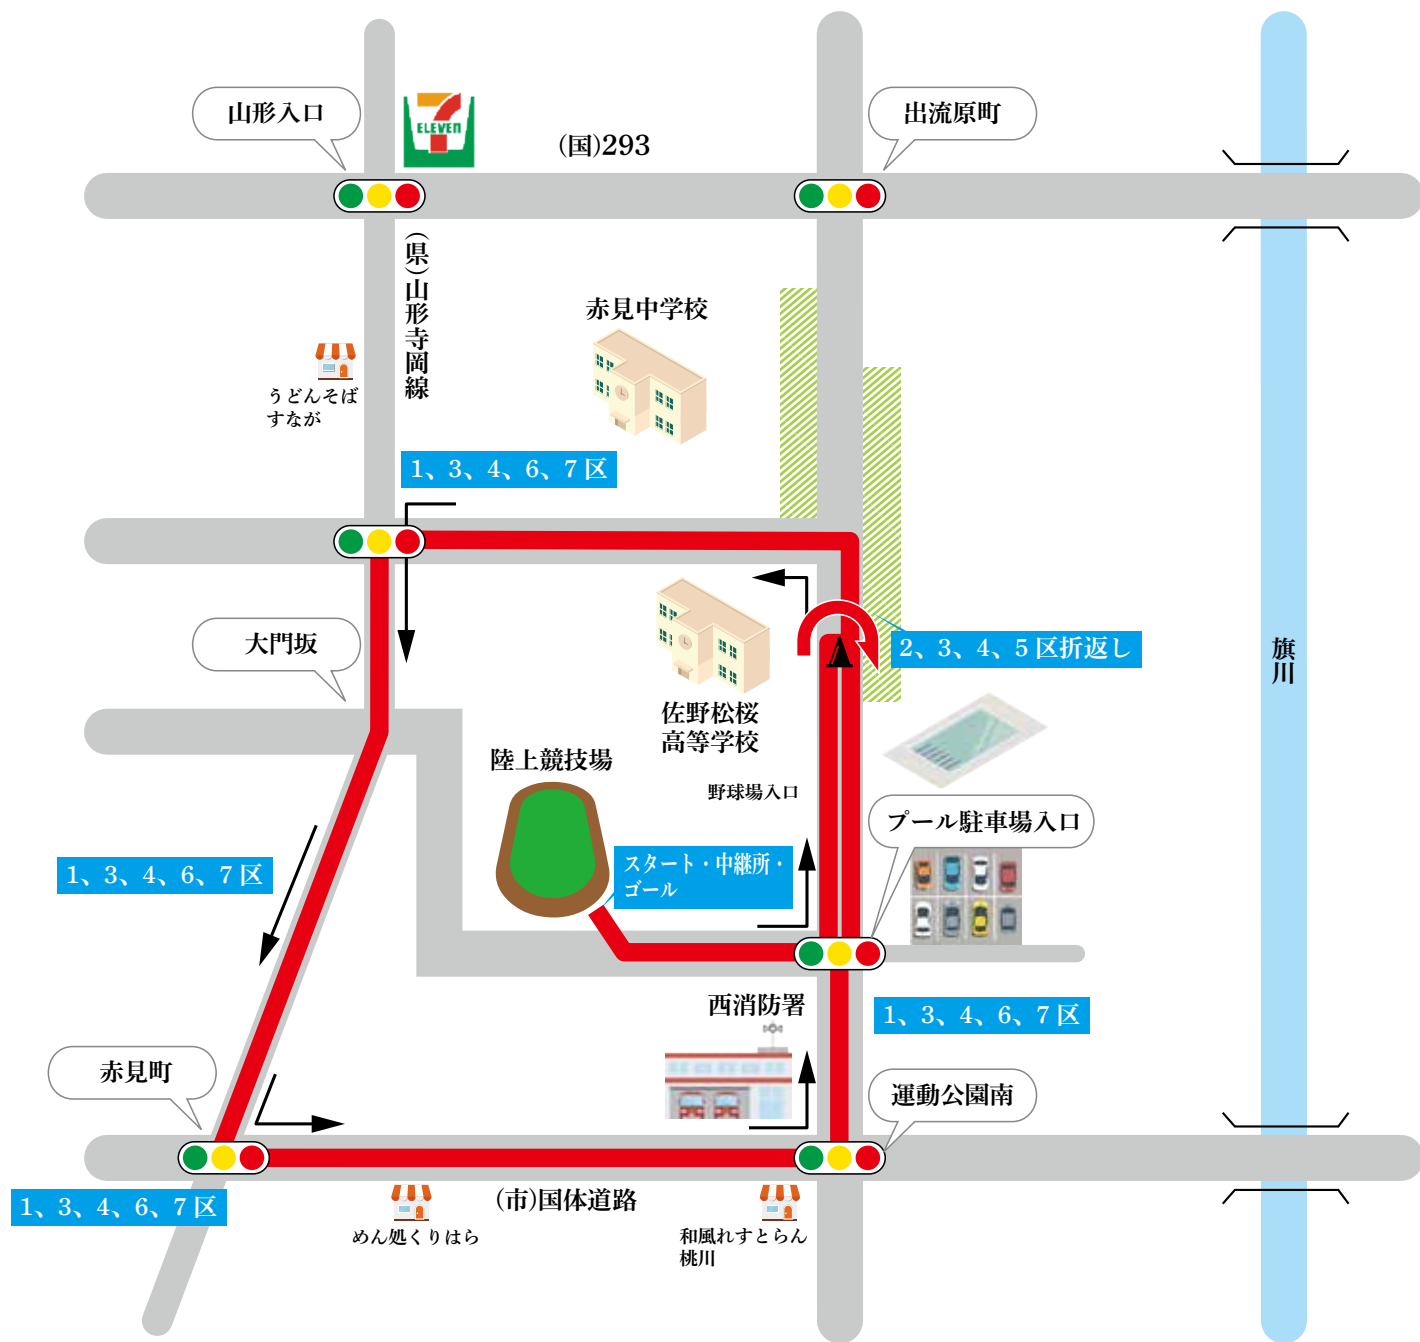 山形入口
7
ELEVEN
(国)293
出流原町
(県)山形寺岡線
赤見中学校
うどんそば
すなが
1、3、4、6、7 区
大門坂
2、3、4、5 区折返し
旗川
佐野松桜
高等学校
陸上競技場
野球場入口
プール駐車場入口
スタート・中継所・
ゴール
1、3、4、6、7 区
西消防署
1、3、4、6、7 区
赤見町
運動公園南
1、3、4、6、7 区
(市)国体道路
めん処くりはら
和風れすとらん
桃川